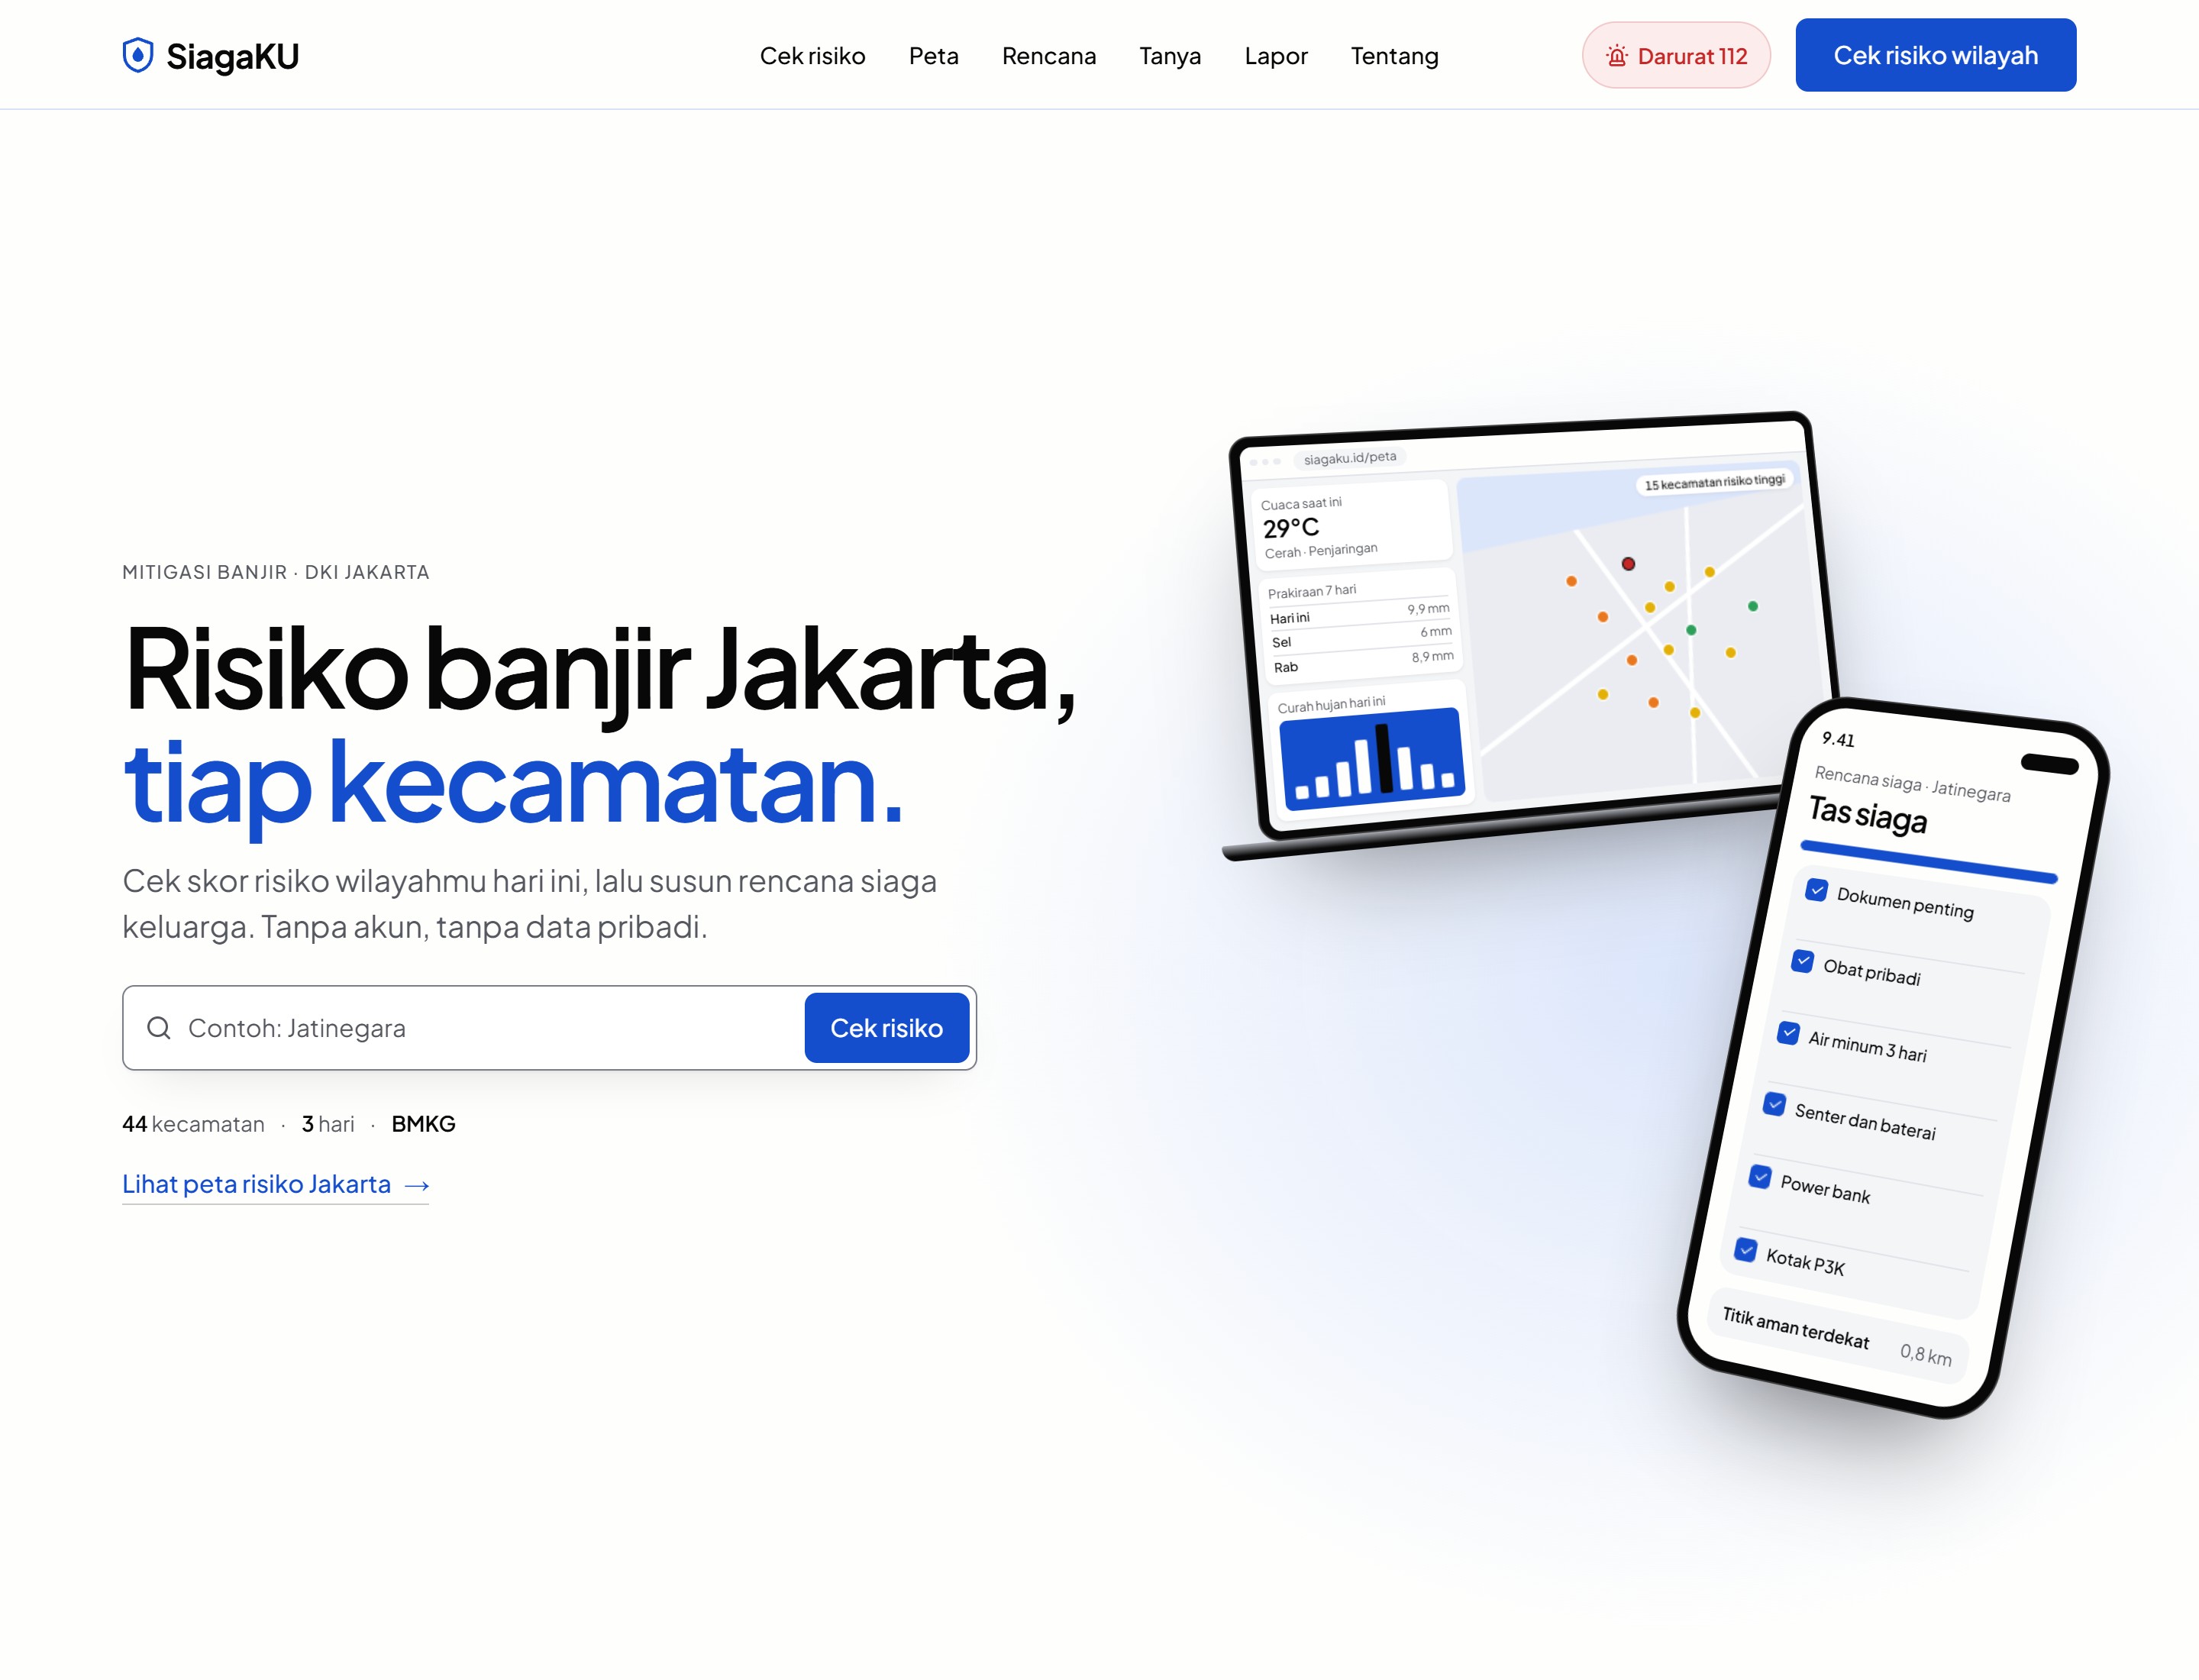 SiagaKU
Cek risiko
Peta
Rencana
Tanya
Lapor
Tentang
Darurat 112
Cek risiko wilayah
MITIGASI BANJIR · DKI JAKARTA
Risiko banjir Jakarta,
tiap kecamatan.
Cek skor risiko wilayahmu hari ini, lalu susun rencana siaga
keluarga. Tanpa akun, tanpa data pribadi.
Contoh: Jatinegara
Cek risiko
44 kecamatan · 3 hari · BMKG
Lihat peta risiko Jakarta →
siagaku.id/peta
Cuaca saat ini
29°C
Cerah · Penjaringan
Prakiraan 7 hari
Hari ini 9,9 mm
Sel 6 mm
Rab 8,9 mm
Curah hujan hari ini
15 kecamatan risiko tinggi
9.41
Rencana siaga · Jatinegara
Tas siaga
Dokumen penting
Obat pribadi
Air minum 3 hari
Senter dan baterai
Power bank
Kotak P3K
Titik aman terdekat 0,8 km